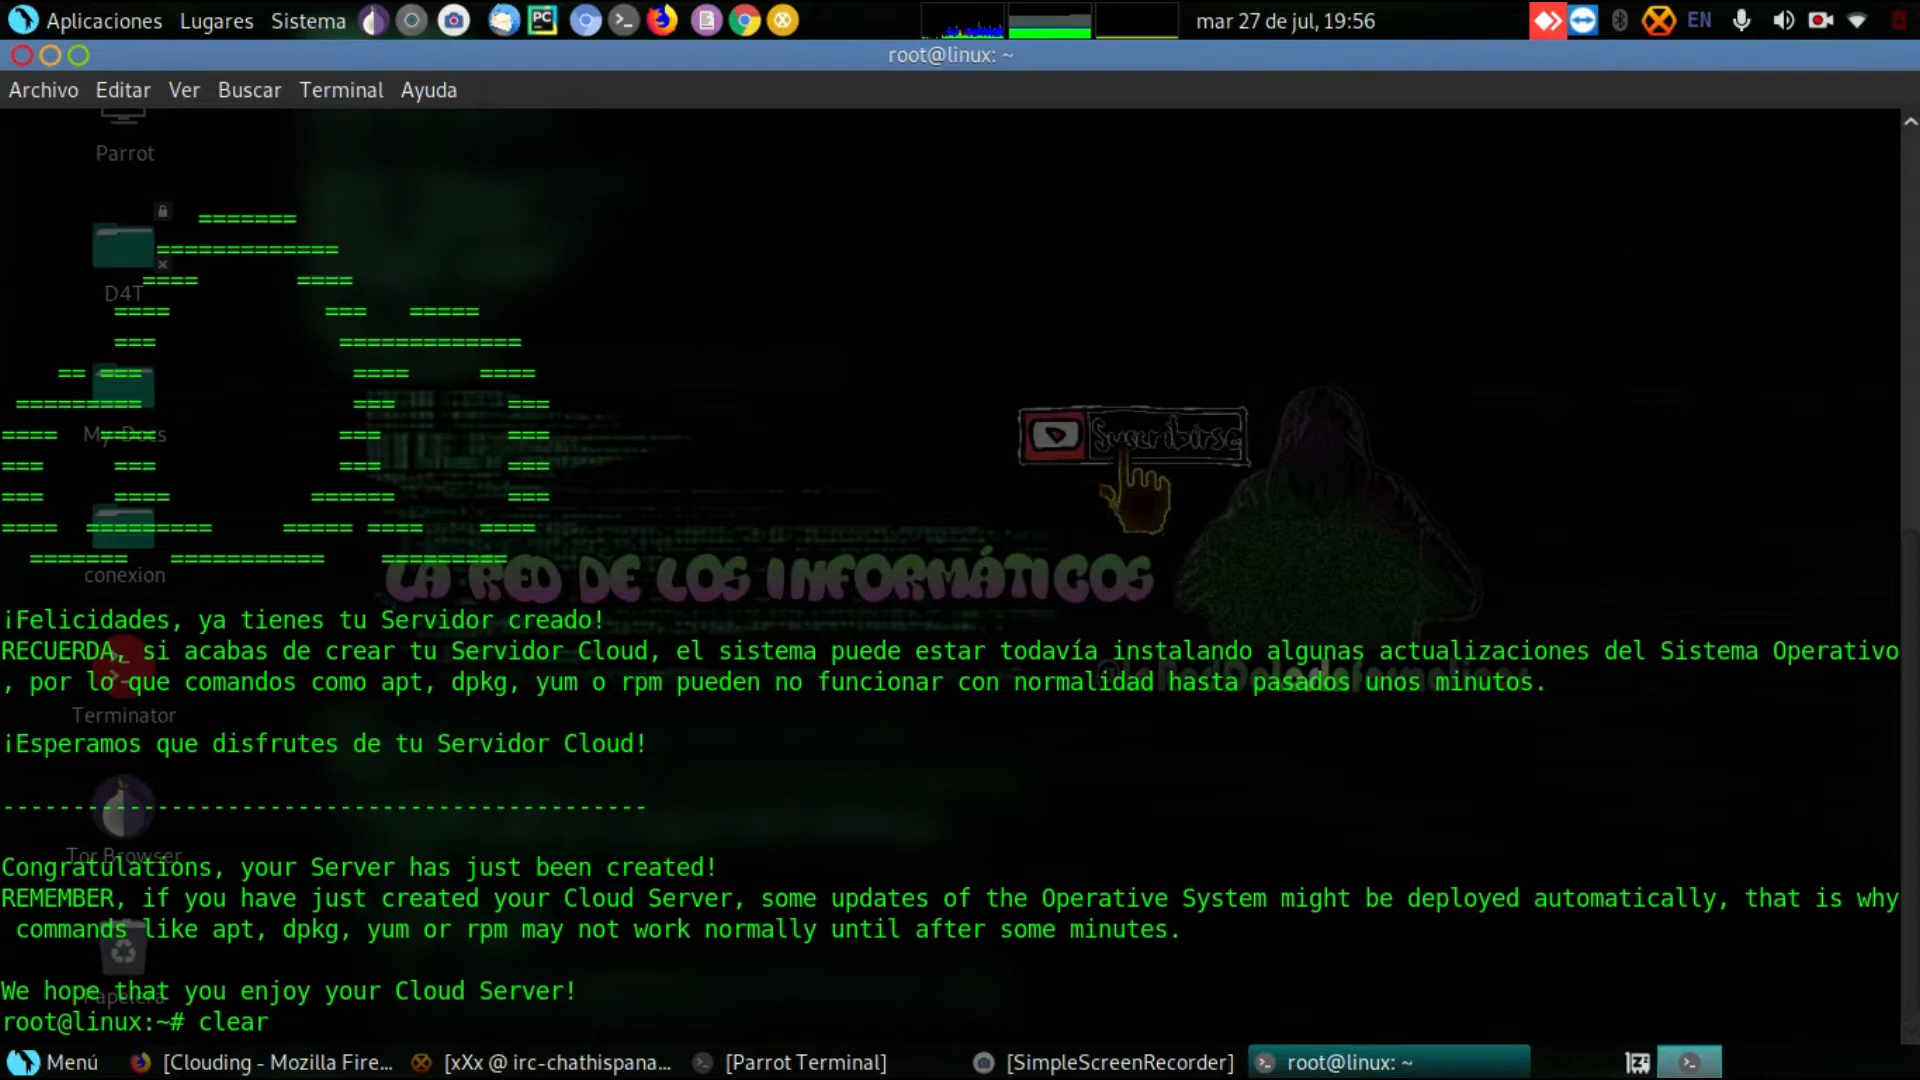 Aplicaciones Lugares Sistema mar 27 de jul, 19:56 EN
root@linux: ~
Archivo Editar Ver Buscar Terminal Ayuda
Parrot
=======
=============
D4T
====       ====
====           ===   =====
===             =============
== ===               ====     ====
=========               ===        ===
====    ====             ===         ===
My-Docs
===     ===             ===         ===
===     ====          ======        ===
====  =========     ===== ====    ====
=======   ===========    =========
conexion
Suscribirse
LA RED DE LOS INFORMÁTICOS
¡Felicidades, ya tienes tu Servidor creado!
RECUERDA, si acabas de crear tu Servidor Cloud, el sistema puede estar todavía instalando algunas actualizaciones del Sistema Operativo
, por lo que comandos como apt, dpkg, yum o rpm pueden no funcionar con normalidad hasta pasados unos minutos.
Terminator
¡Esperamos que disfrutes de tu Servidor Cloud!
----------------------------------------------
Tor Browser
Congratulations, your Server has just been created!
REMEMBER, if you have just created your Cloud Server, some updates of the Operative System might be deployed automatically, that is why
commands like apt, dpkg, yum or rpm may not work normally until after some minutes.
We hope that you enjoy your Cloud Server!
Papelera
root@linux:~# clear
Menú [Clouding - Mozilla Fire... [xXx @ irc-chathispana... [Parrot Terminal] [SimpleScreenRecorder] root@linux: ~